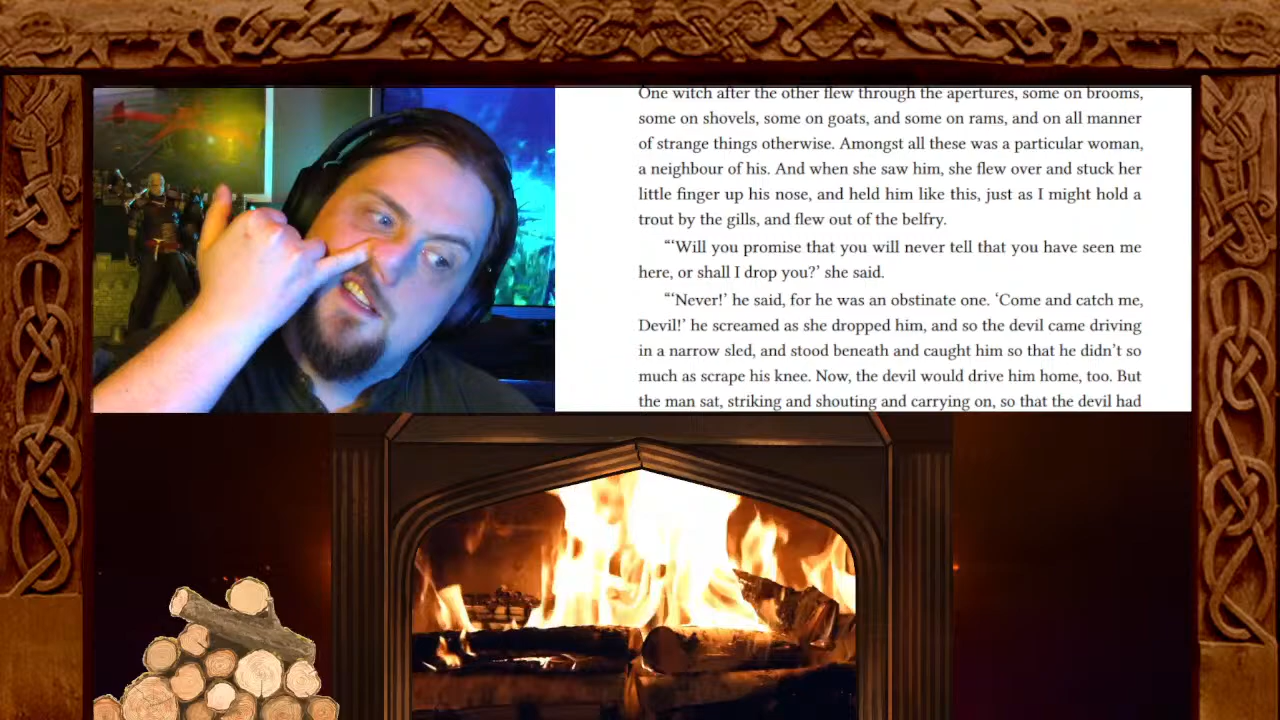 One witch after the other flew through the apertures, some on brooms,
some on shovels, some on goats, and some on rams, and on all manner
of strange things otherwise. Amongst all these was a particular woman,
a neighbour of his. And when she saw him, she flew over and stuck her
little finger up his nose, and held him like this, just as I might hold a
trout by the gills, and flew out of the belfry.
“‘Will you promise that you will never tell that you have seen me
here, or shall I drop you?’ she said.
“‘Never!’ he said, for he was an obstinate one. ‘Come and catch me,
Devil!’ he screamed as she dropped him, and so the devil came driving
in a narrow sled, and stood beneath and caught him so that he didn’t so
much as scrape his knee. Now, the devil would drive him home, too. But
the man sat, striking and shouting and carrying on, so that the devil had